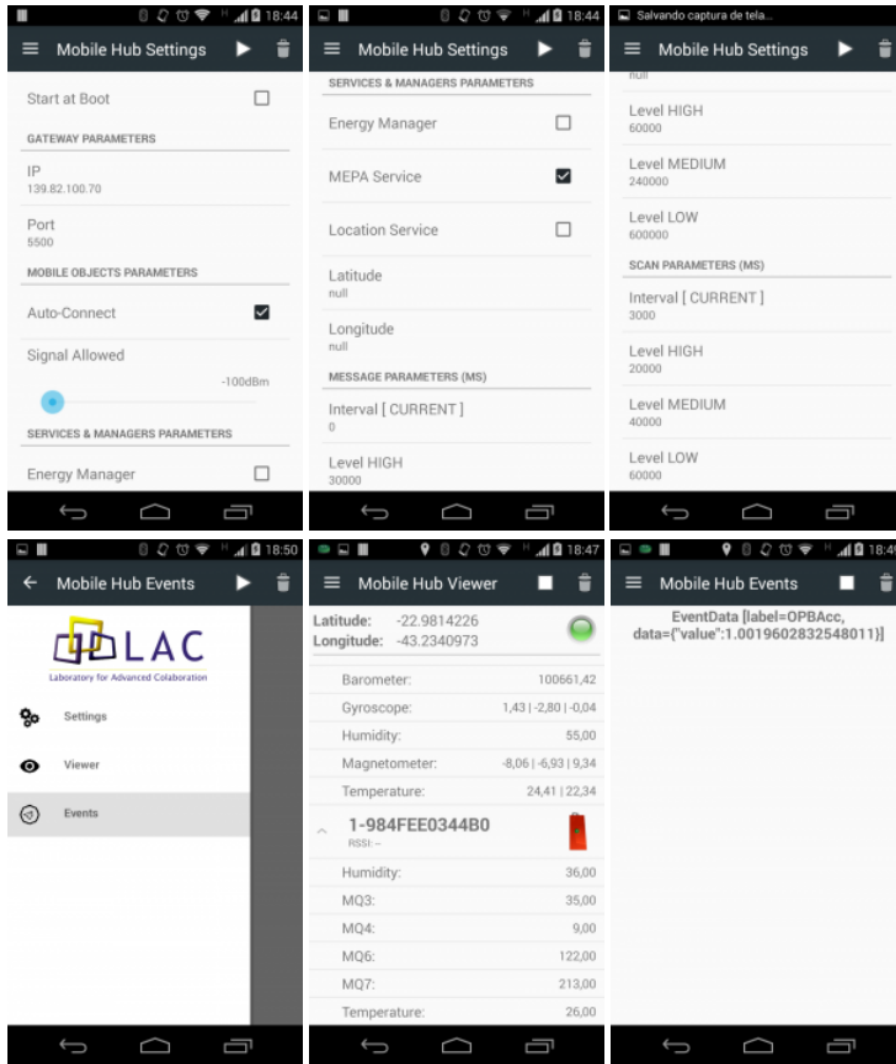 18:44
Mobile Hub Settings
Start at Boot
GATEWAY PARAMETERS
IP
139.82.100.70
Port
5500
MOBILE OBJECTS PARAMETERS
Auto-Connect
Signal Allowed
-100dBm
SERVICES & MANAGERS PARAMETERS
Energy Manager
H 18:44
Mobile Hub Settings
SERVICES & MANAGERS PARAMETERS
Energy Manager
MEPA Service
Location Service
Latitude
null
Longitude
null
MESSAGE PARAMETERS (MS)
Interval [ CURRENT ]
0
Level HIGH
30000
Salvando captura de tela...
Mobile Hub Settings
null
Level HIGH
60000
Level MEDIUM
240000
Level LOW
600000
SCAN PARAMETERS (MS)
Interval [ CURRENT ]
3000
Level HIGH
20000
Level MEDIUM
40000
Level LOW
60000
H 18:50
Mobile Hub Events
LAC
Laboratory for Advanced Colaboration
Settings
Viewer
Events
H 18:47
Mobile Hub Viewer
Latitude: -22.9814226
Longitude: -43.2340973
Barometer: 100661,42
Gyroscope: 1,43 | -2,80 | -0,04
Humidity: 55,00
Magnetometer: -8,06 | -6,93 | 9,34
Temperature: 24,41 | 22,34
1-984FEE0344B0
RSSI: --
Humidity: 36,00
MQ3: 35,00
MQ4: 9,00
MQ6: 122,00
MQ7: 213,00
Temperature: 26,00
H 18:49
Mobile Hub Events
EventData [label=OPBAcc,
data={"value":1.0019602832548011}]